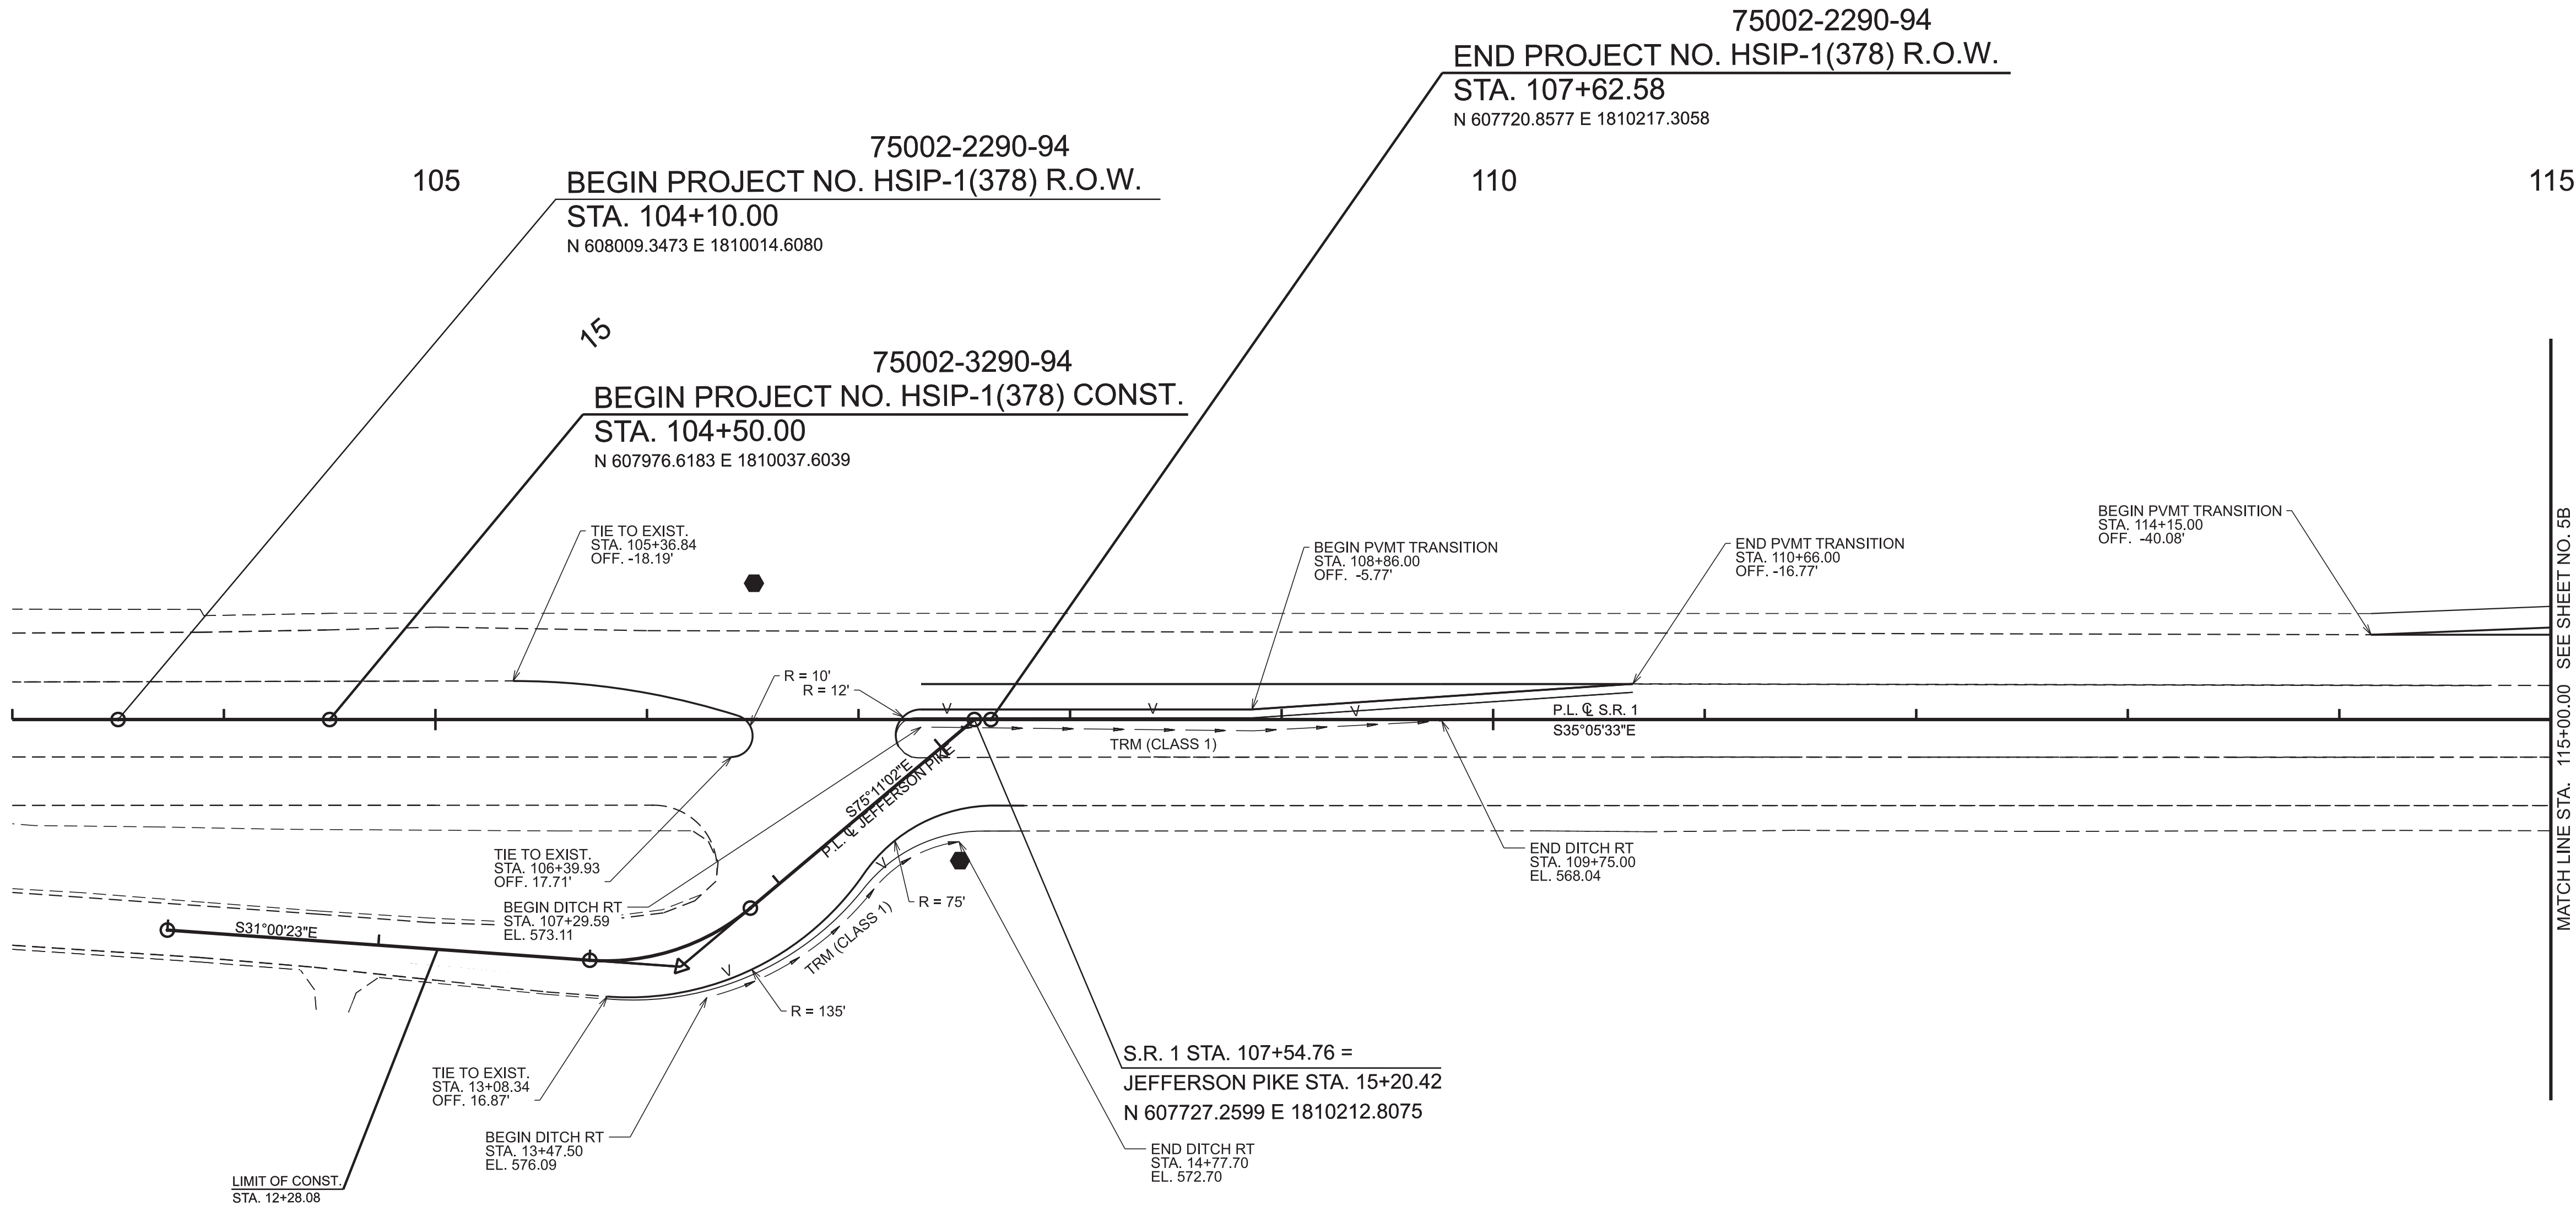 75002-2290-94
END PROJECT NO. HSIP-1(378) R.O.W.
STA. 107+62.58
N 607720.8577 E 1810217.3058
75002-2290-94
BEGIN PROJECT NO. HSIP-1(378) R.O.W.
STA. 104+10.00
N 608009.3473 E 1810014.6080
105
110
115
15
75002-3290-94
BEGIN PROJECT NO. HSIP-1(378) CONST.
STA. 104+50.00
N 607976.6183 E 1810037.6039
TIE TO EXIST.
STA. 105+36.84
OFF. -18.19'
BEGIN PVMT TRANSITION
STA. 108+86.00
OFF. -5.77'
END PVMT TRANSITION
STA. 110+66.00
OFF. -16.77'
BEGIN PVMT TRANSITION
STA. 114+15.00
OFF. -40.08'
MATCH LINE STA. 115+00.00 SEE SHEET NO. 5B
R = 10'
R = 12'
V
V
V
P.L. ℄ S.R. 1
S35°05'33"E
TRM (CLASS 1)
S75°11'02"E
P.L. ℄ JEFFERSON PIKE
TIE TO EXIST.
STA. 106+39.93
OFF. 17.71'
BEGIN DITCH RT
STA. 107+29.59
EL. 573.11
END DITCH RT
STA. 109+75.00
EL. 568.04
V
R = 75'
TRM (CLASS 1)
S31°00'23"E
V
R = 135'
TIE TO EXIST.
STA. 13+08.34
OFF. 16.87'
S.R. 1 STA. 107+54.76 =
JEFFERSON PIKE STA. 15+20.42
N 607727.2599 E 1810212.8075
BEGIN DITCH RT
STA. 13+47.50
EL. 576.09
END DITCH RT
STA. 14+77.70
EL. 572.70
LIMIT OF CONST.
STA. 12+28.08